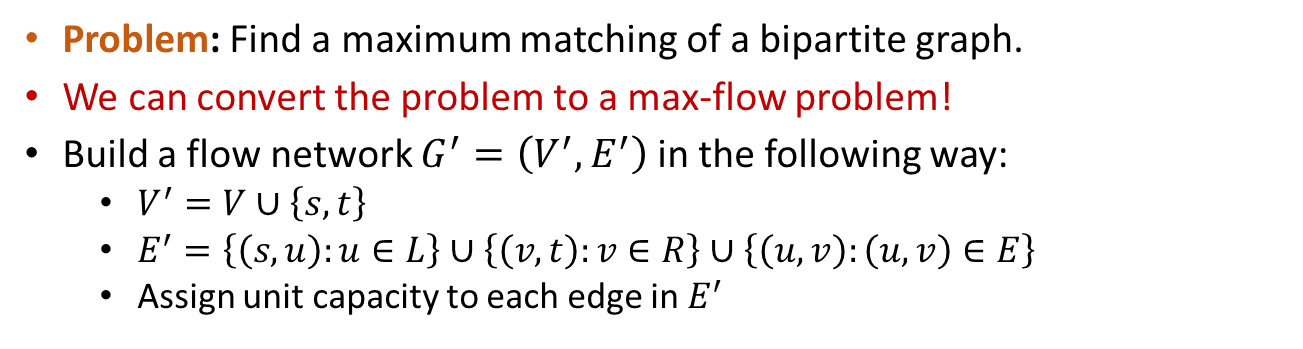 • Problem: Find a maximum matching of a bipartite graph.
• We can convert the problem to a max-flow problem!
• Build a flow network G′ = (V′, E′) in the following way:
• V′ = V ∪ {s, t}
• E′ = {(s, u): u ∈ L} ∪ {(v, t): v ∈ R} ∪ {(u, v): (u, v) ∈ E}
• Assign unit capacity to each edge in E′